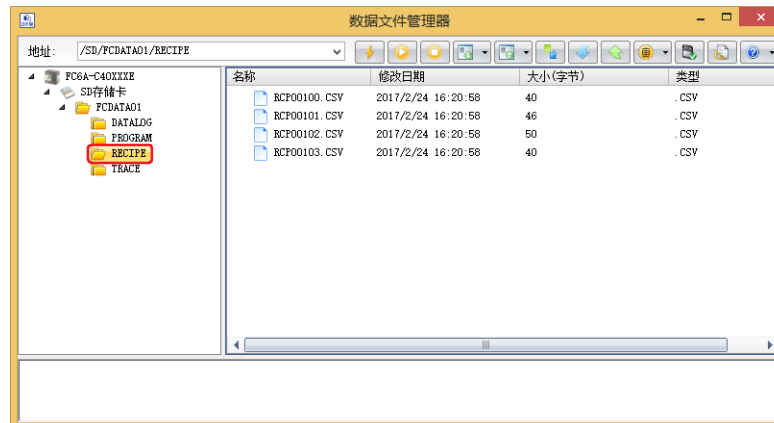 DFM
数据文件管理器
地址: /SD/FCDATA01/RECIPE
FC6A-C40XXXE
SD存储卡
FCDATA01
DATALOG
PROGRAM
RECIPE
TRACE
名称 修改日期 大小(字节) 类型
RCP00100.CSV 2017/2/24 16:20:58 40 .CSV
RCP00101.CSV 2017/2/24 16:20:58 46 .CSV
RCP00102.CSV 2017/2/24 16:20:58 50 .CSV
RCP00103.CSV 2017/2/24 16:20:58 40 .CSV